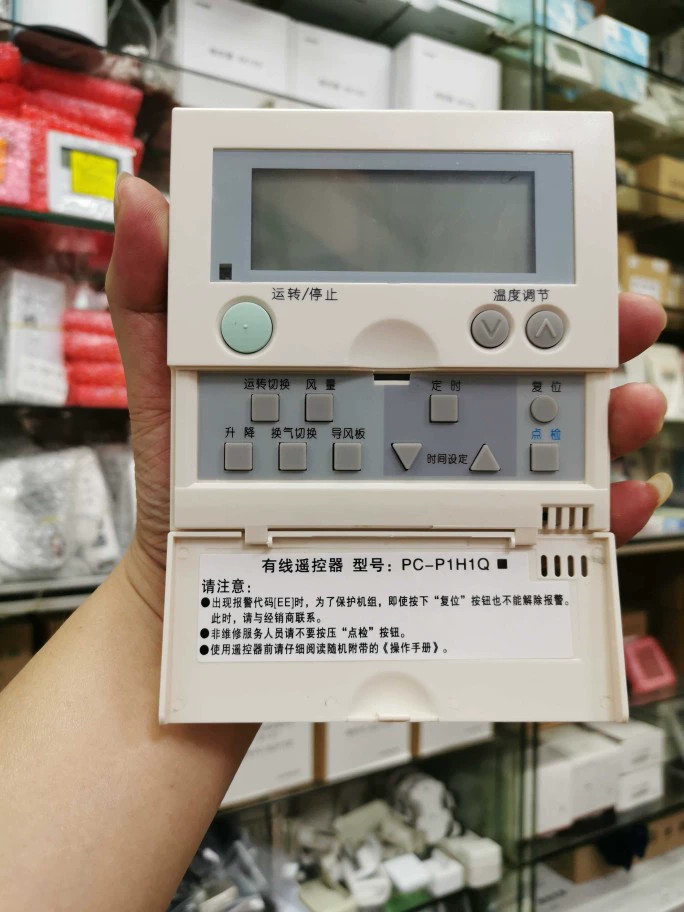 运转/停止
温度调节
运转切换 风量 定时 复位
升降 换气切换 导风板 时间设定 点检
有线遥控器 型号：PC-P1H1Q■
请注意：
●出现报警代码[EE]时，为了保护机组，即使按下“复位”按钮也不能解除报警。
此时，请与经销商联系。
●非维修服务人员请不要按压“点检”按钮。
●使用遥控器前请仔细阅读随机附带的《操作手册》。